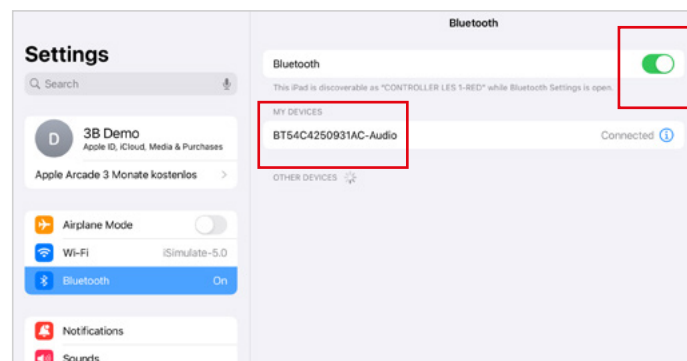 Bluetooth
Settings
Search
D
3B Demo
Apple ID, iCloud, Media & Purchases
Apple Arcade 3 Monate kostenlos
Airplane Mode
Wi-Fi iSimulate-5.0
Bluetooth On
Notifications
Sounds
Bluetooth
This iPad is discoverable as "CONTROLLER LES 1-RED" while Bluetooth Settings is open.
MY DEVICES
BT54C4250931AC-Audio Connected
OTHER DEVICES